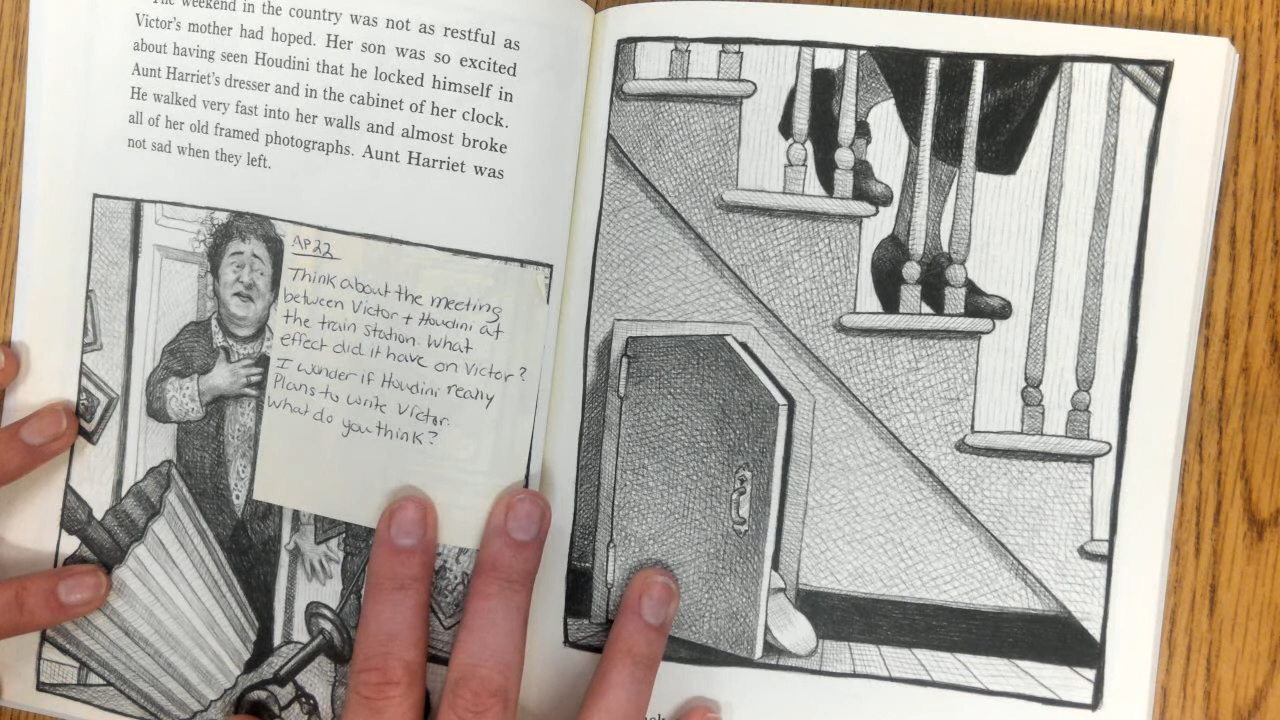 The weekend in the country was not as restful as
Victor's mother had hoped. Her son was so excited
about having seen Houdini that he locked himself in
Aunt Harriet's dresser and in the cabinet of her clock.
He walked very fast into her walls and almost broke
all of her old framed photographs. Aunt Harriet was
not sad when they left.
AP22
Think about the meeting
between Victor + Houdini at
the train station. What
effect did it have on Victor?
I wonder if Houdini really
Plans to write Victor.
What do you think?